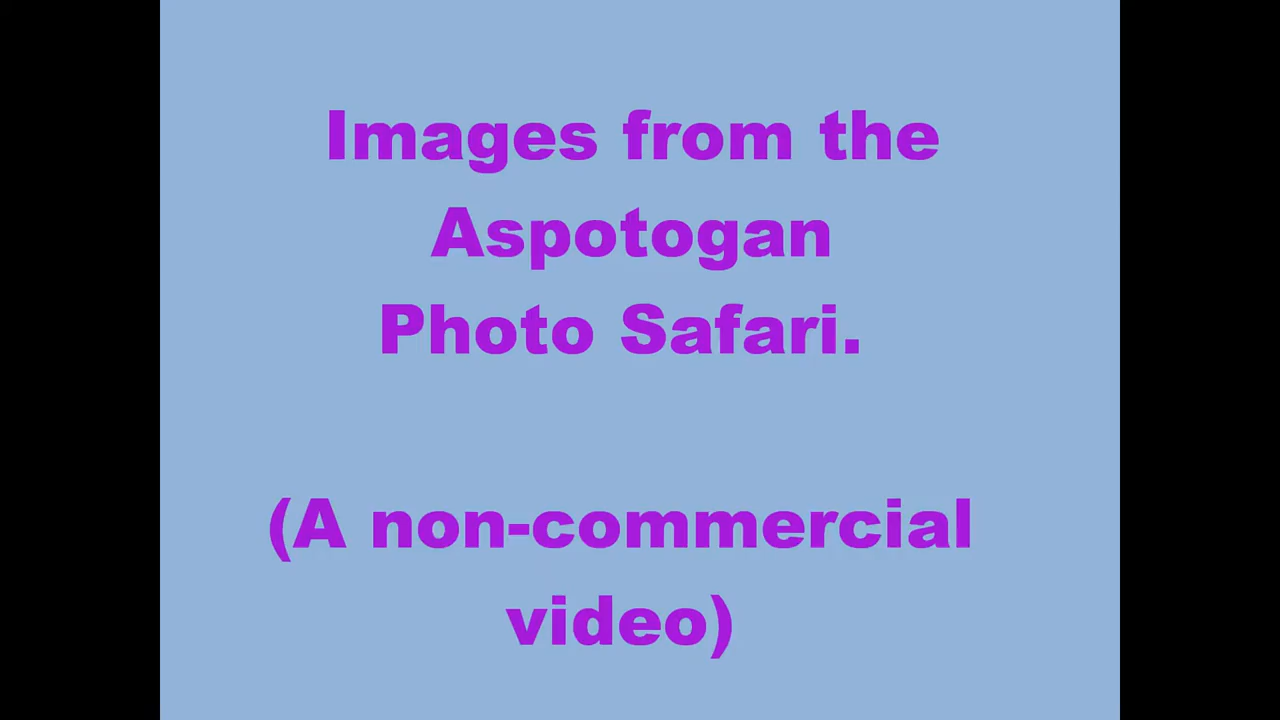 Images from the
Aspotogan
Photo Safari.
(A non-commercial
video)